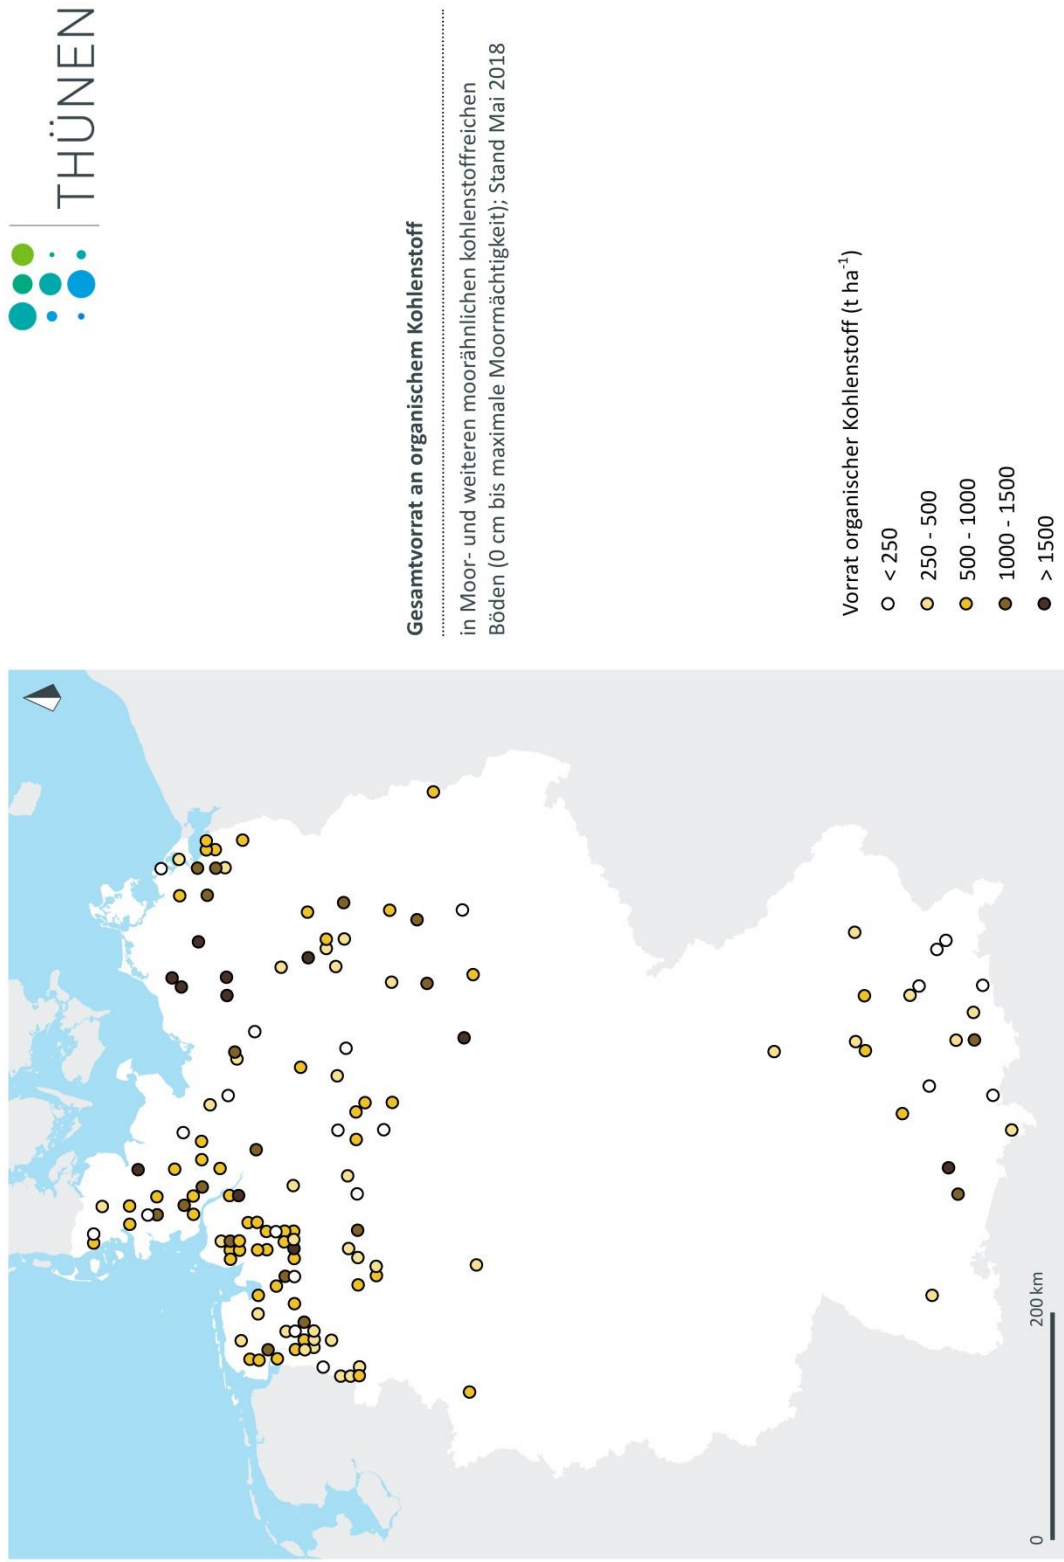 THÜNEN
Gesamtvorrat an organischem Kohlenstoff
in Moor- und weiteren moorähnlichen kohlenstoffreichen
Böden (0 cm bis maximale Moormächtigkeit); Stand Mai 2018
Vorrat organischer Kohlenstoff (t ha⁻¹)
< 250
250 - 500
500 - 1000
1000 - 1500
> 1500
0 200 km